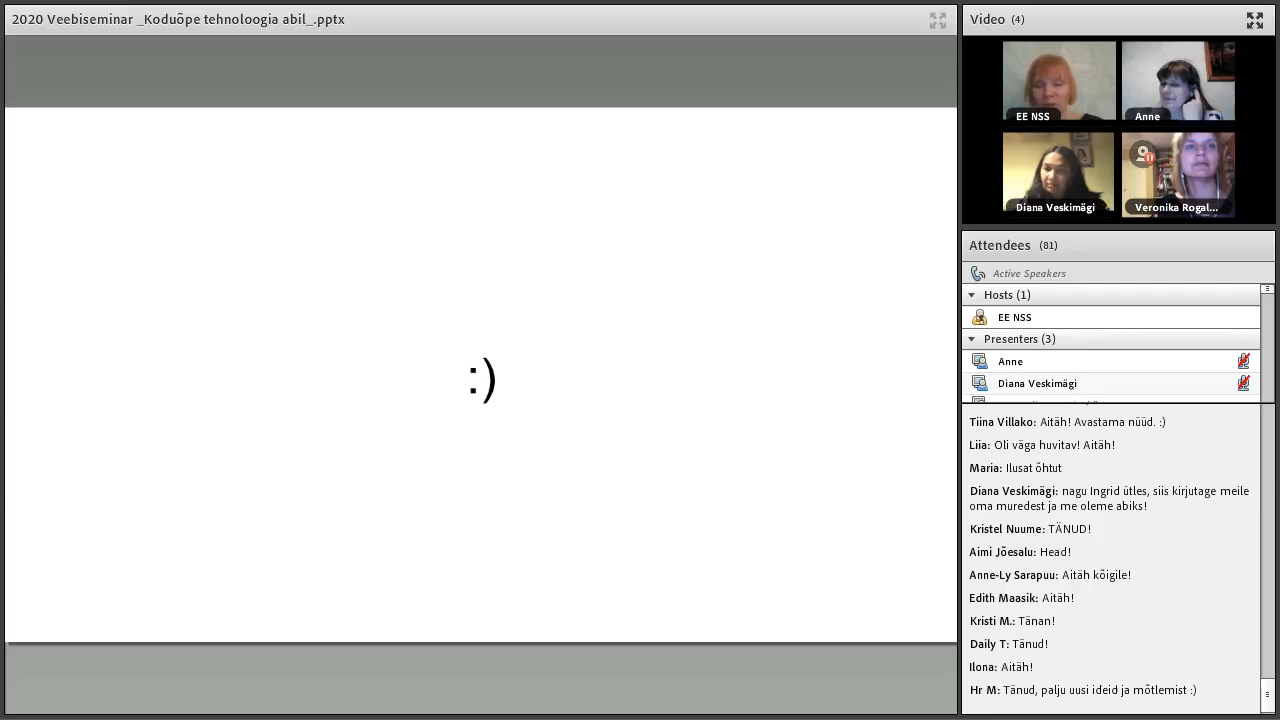 2020 Veebiseminar _Koduõpe tehnoloogia abil_.pptx
:)
Video (4)
EE NSS
Anne
Diana Veskimägi
Veronika Rogal...
Attendees (81)
Active Speakers
Hosts (1)
EE NSS
Presenters (3)
Anne
Diana Veskimägi
Tiina Villako: Aitäh! Avastama nüüd. :)
Liia: Oli väga huvitav! Aitäh!
Maria: Ilusat õhtut
Diana Veskimägi: nagu Ingrid ütles, siis kirjutage meile
oma muredest ja me oleme abiks!
Kristel Nuume: TÄNUD!
Aimi Jõesalu: Head!
Anne-Ly Sarapuu: Aitäh kõigile!
Edith Maasik: Aitäh!
Kristi M.: Tänan!
Daily T: Tänud!
Ilona: Aitäh!
Hr M: Tänud, palju uusi ideid ja mõtlemist :)